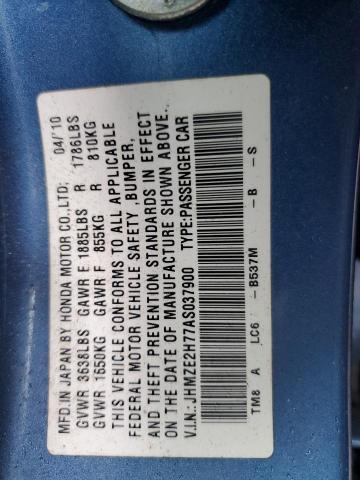 MFD.IN JAPAN BY HONDA MOTOR CO.,LTD. 04/'10
GVWR 3638LBS GAWR F 1885LBS R 1786LBS
GVWR 1650KG GAWR F 855KG R 810KG
THIS VEHICLE CONFORMS TO ALL APPLICABLE
FEDERAL MOTOR VEHICLE SAFETY ,BUMPER,
AND THEFT PREVENTION STANDARDS IN EFFECT
ON THE DATE OF MANUFACTURE SHOWN ABOVE.
V.I.N.: JHMZE2H77AS037900 TYPE:PASSENGER CAR
TM8 A LC6 -B537M -B -S